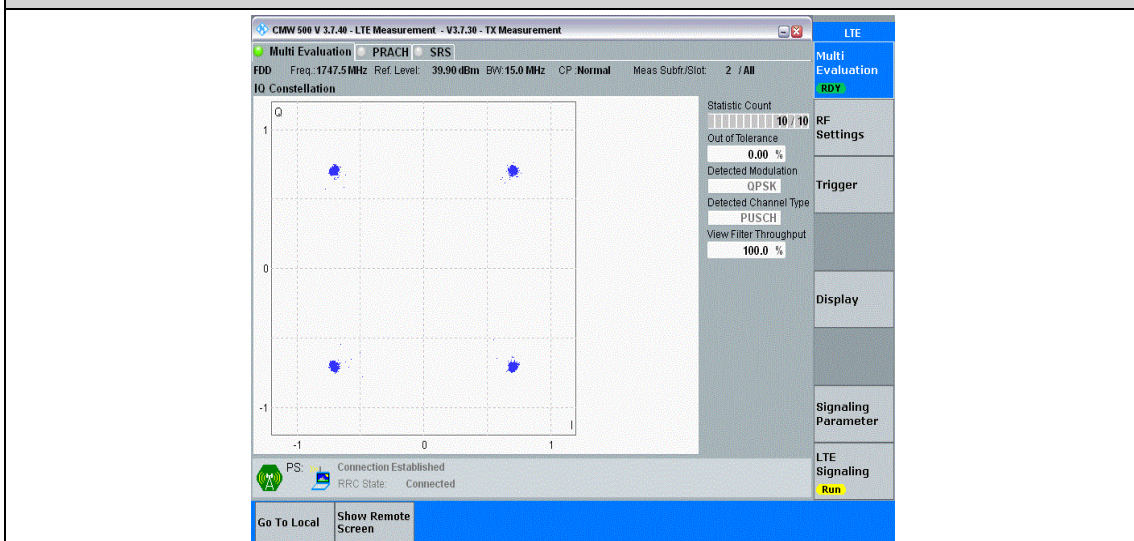 CMW 500 V 3.7.40 - LTE Measurement - V3.7.30 - TX Measurement
LTE
Multi Evaluation PRACH SRS
Multi
Evaluation
RDY
FDD Freq.:1747.5 MHz Ref. Level: 39.90 dBm BW:15.0 MHz CP :Normal Meas Subfr./Slot: 2 / All
IQ Constellation
Q
1
0
-1
I
-1 0 1
Statistic Count
10 / 10
Out of Tolerance
0.00 %
Detected Modulation
QPSK
Detected Channel Type
PUSCH
View Filter Throughput
100.0 %
RF
Settings
Trigger
Display
Signaling
Parameter
LTE
Signaling
Run
PS: Connection Established
RRC State: Connected
Go To Local
Show Remote
Screen